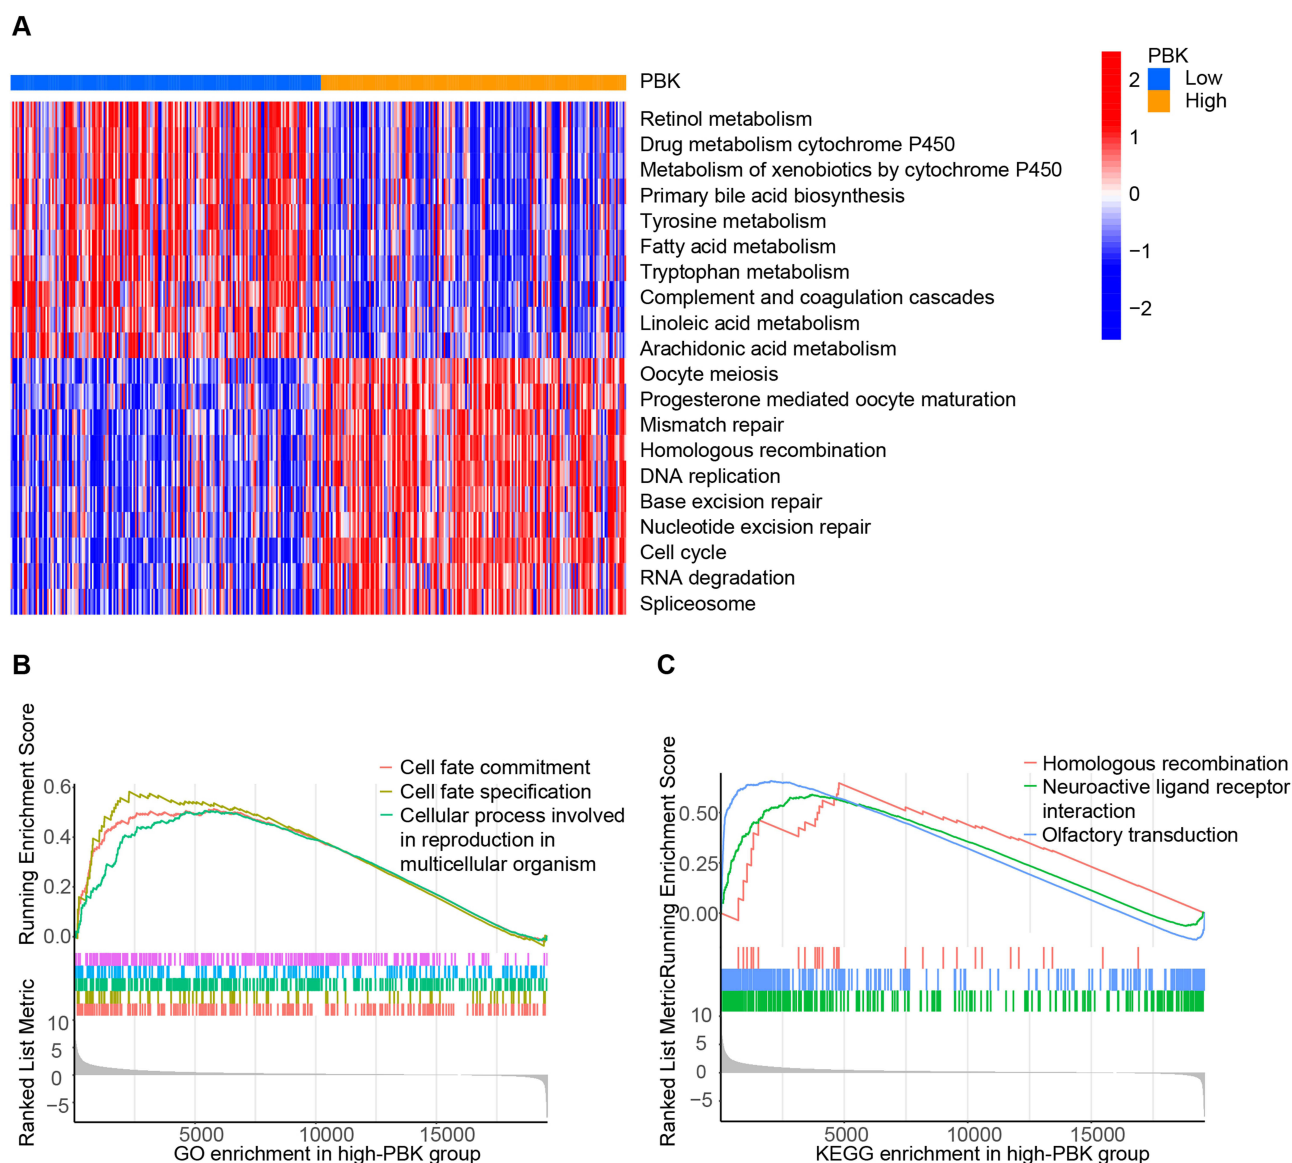 A
PBK
Retinol metabolism
Drug metabolism cytochrome P450
Metabolism of xenobiotics by cytochrome P450
Primary bile acid biosynthesis
Tyrosine metabolism
Fatty acid metabolism
Tryptophan metabolism
Complement and coagulation cascades
Linoleic acid metabolism
Arachidonic acid metabolism
Oocyte meiosis
Progesterone mediated oocyte maturation
Mismatch repair
Homologous recombination
DNA replication
Base excision repair
Nucleotide excision repair
Cell cycle
RNA degradation
Spliceosome
2
1
0
−1
−2
PBK
Low
High
B
Running Enrichment Score
0.6
0.4
0.2
0.0
Cell fate commitment
Cell fate specification
Cellular process involved
in reproduction in
multicellular organism
Ranked List Metric
10
5
0
−5
5000
10000
15000
GO enrichment in high-PBK group
C
Running Enrichment Score
0.50
0.25
0.00
Homologous recombination
Neuroactive ligand receptor
interaction
Olfactory transduction
Ranked List Metric
10
5
0
−5
5000
10000
15000
KEGG enrichment in high-PBK group